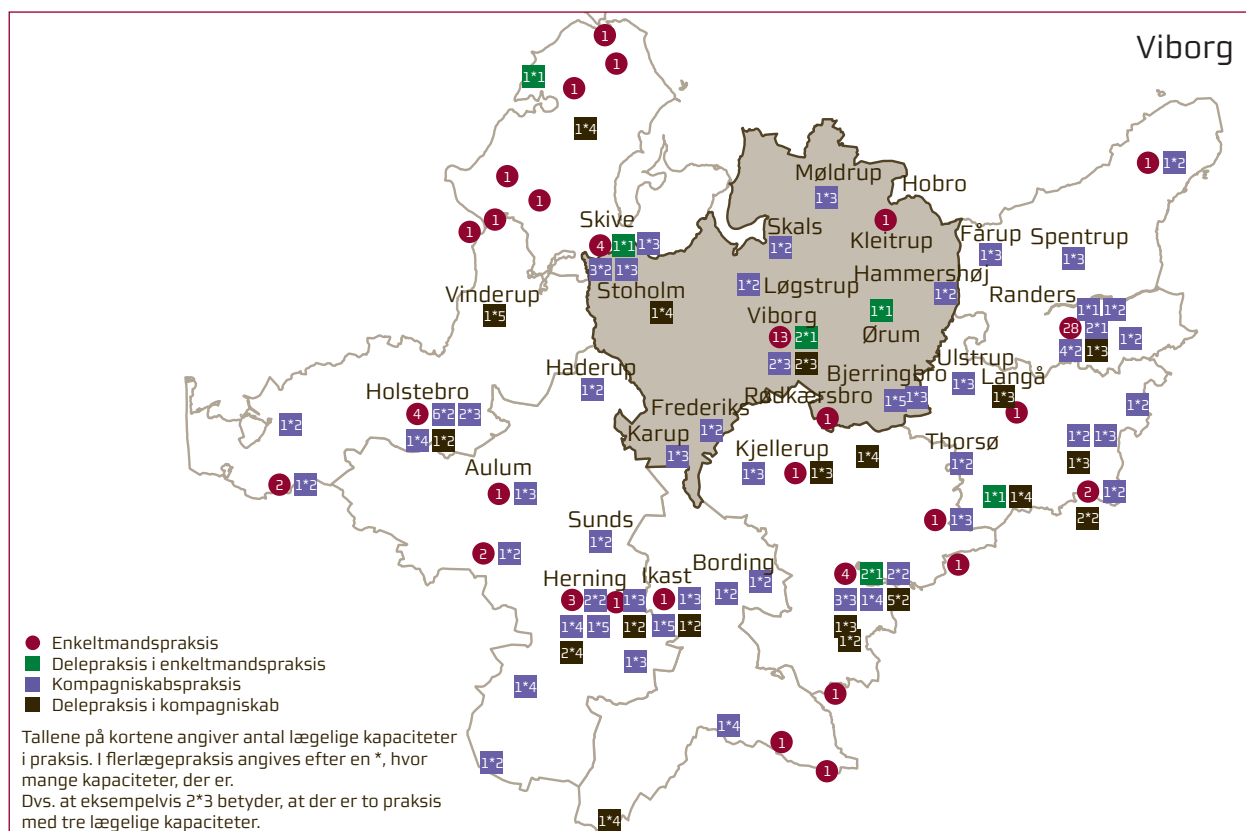 Viborg
1
1
1*1
1
1*4
1
1*2
Møldrup
1*3
Hobro
1
1
1
1
1
Kleitrup
Skive
4 1*1 1*3
3*2 1*3
Skals
1*2
Fårup
1*3
Spentrup
1*3
Stoholm
1*4
1*2 Løgstrup
Hammershøj
1*2
Vinderup
1*5
Viborg
13 2*1
2*3 2*3
1*1
Ørum
Randers
1*1 1*2
28 2*1
4*2 1*3
1*2
Haderup
1*2
Bjerringbro
1*5 1*3
Ulstrup
1*3
Langå
1*3
1
Rødkærsbro
1
1*2
Holstebro
4 6*2 2*3
1*4 1*2
1*2
Frederiks
1*2
Karup
1*3
Kjellerup
1*3 1 1*3
1*4
Thorsø
1*2
1*2 1*3
1*3
2 1*2
2*2
2 1*2
Aulum
1 1*3
1*1 1*4
1 1*3
Sunds
1*2
2 1*2
Bording
1*2
1*2
1
4 2*1 2*2
3*3 1*4 5*2
1*3
1*2
Herning
3 2*2 1 1*3
1*4 1*5 1*2
2*4
1*3
Ikast
1 1*3
1*5 1*2
1*4
1
1*4
1
1*2
1
1*4
Enkeltmandspraksis
Delepraksis i enkeltmandspraksis
Kompagniskabspraksis
Delepraksis i kompagniskab
Tallene på kortene angiver antal lægelige kapaciteter
i praksis. I flerlægepraksis angives efter en *, hvor
mange kapaciteter, der er.
Dvs. at eksempelvis 2*3 betyder, at der er to praksis
med tre lægelige kapaciteter.